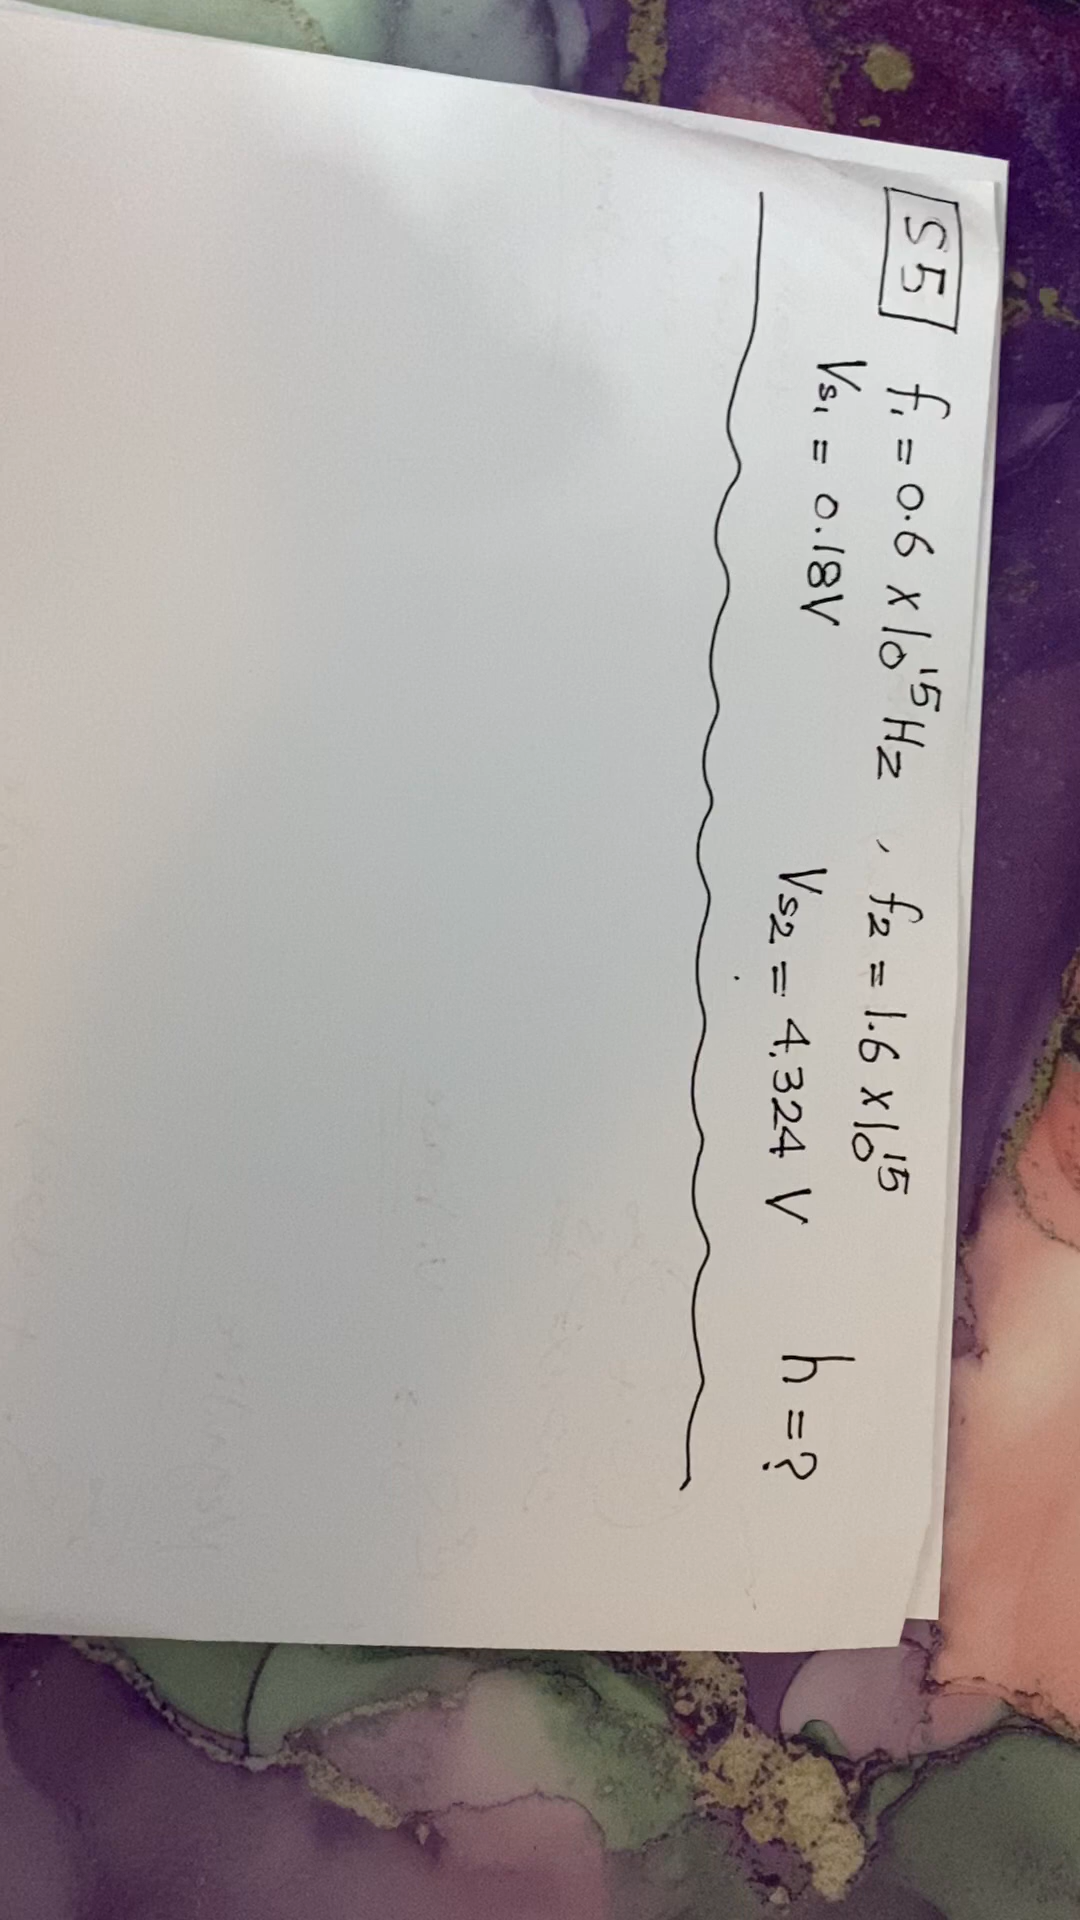 S5 f₁ = 0.6 x 10¹⁵ Hz , f₂ = 1.6 x 10¹⁵
Vs₁ = 0.18V Vs₂ = 4.324 V h = ?